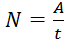 N = A/t